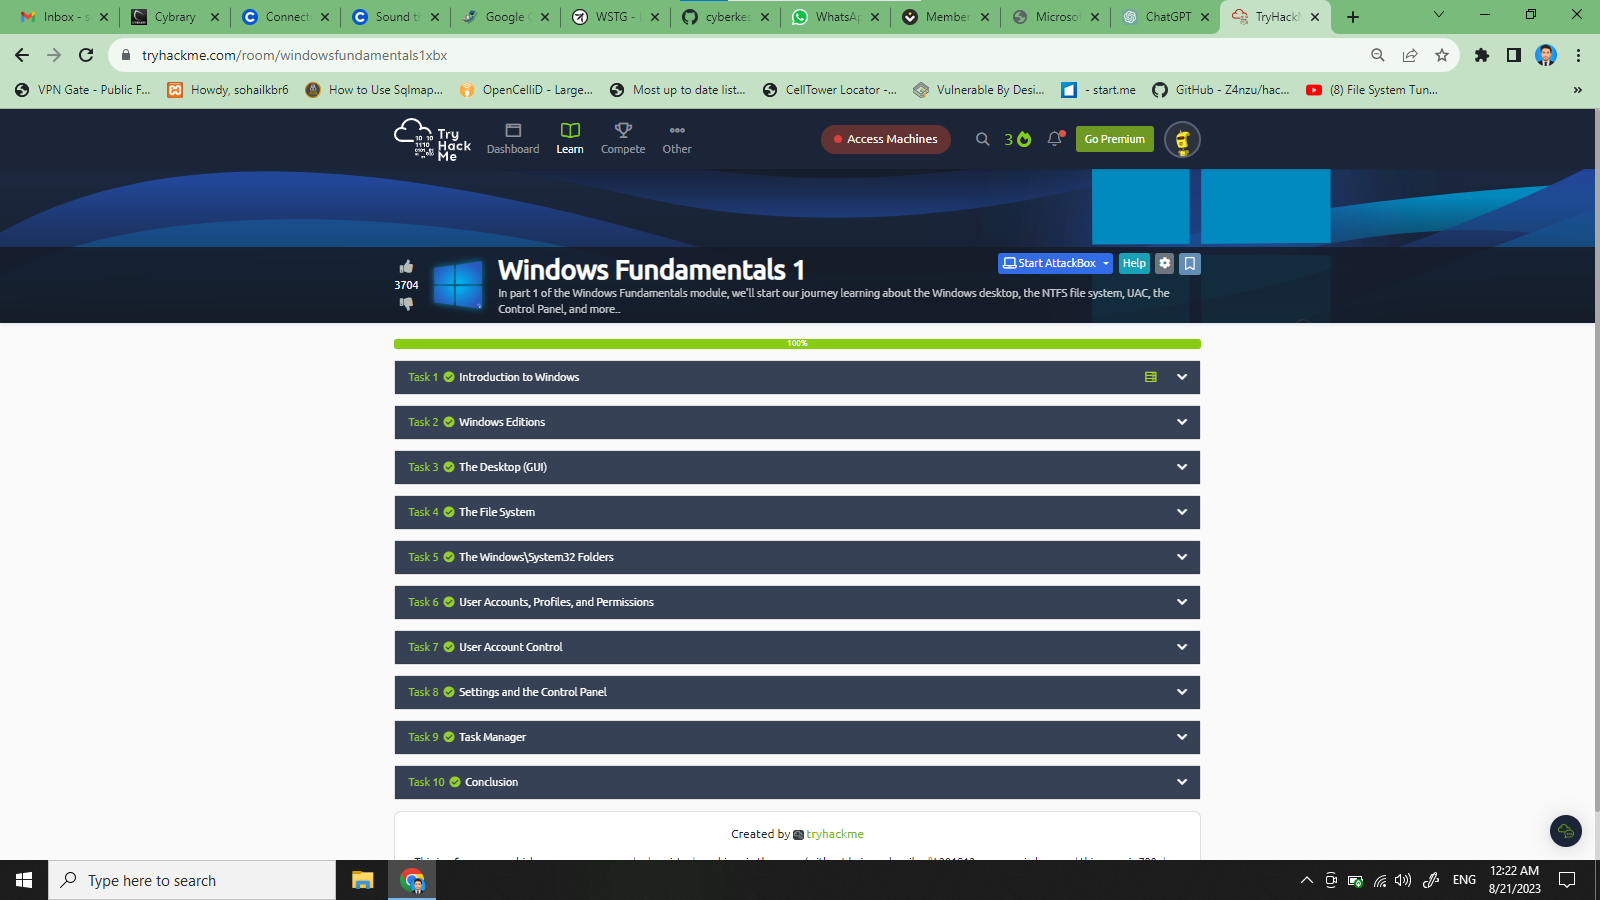 Inbox - s
Cybrary
Connect
Sound th
Google
WSTG -
cyberkes
WhatsAp
Member
Microsof
ChatGPT
TryHack
tryhackme.com/room/windowsfundamentals1xbx
VPN Gate - Public F...
Howdy, sohailkbr6
How to Use Sqlmap...
OpenCelliD - Large...
Most up to date list...
CellTower Locator -...
Vulnerable By Desi...
- start.me
GitHub - Z4nzu/hac...
(8) File System Tun...
»
Try
Hack
Me
Dashboard
Learn
Compete
Other
Access Machines
3
Go Premium
3704
Windows Fundamentals 1
Start AttackBox
Help
In part 1 of the Windows Fundamentals module, we'll start our journey learning about the Windows desktop, the NTFS file system, UAC, the
Control Panel, and more..
100%
Task 1 Introduction to Windows
Task 2 Windows Editions
Task 3 The Desktop (GUI)
Task 4 The File System
Task 5 The Windows\System32 Folders
Task 6 User Accounts, Profiles, and Permissions
Task 7 User Account Control
Task 8 Settings and the Control Panel
Task 9 Task Manager
Task 10 Conclusion
Created by tryhackme
Type here to search
ENG
12:22 AM
8/21/2023